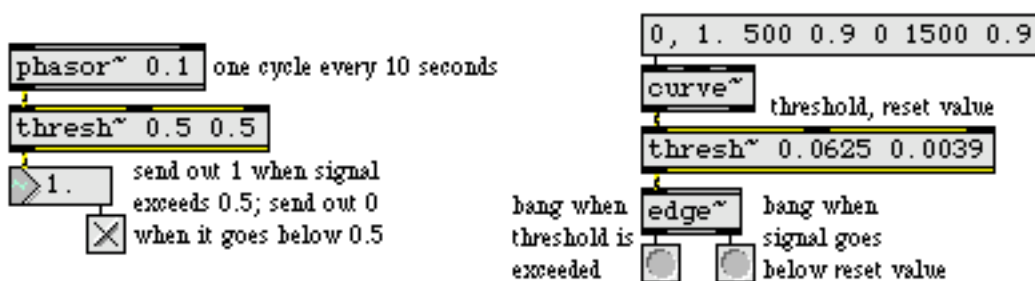 phasor~ 0.1
one cycle every 10 seconds
thresh~ 0.5 0.5
1.
send out 1 when signal
exceeds 0.5; send out 0
when it goes below 0.5
0, 1. 500 0.9 0 1500 0.9
curve~
threshold, reset value
thresh~ 0.0625 0.0039
edge~
bang when
threshold is
exceeded
bang when
signal goes
below reset value